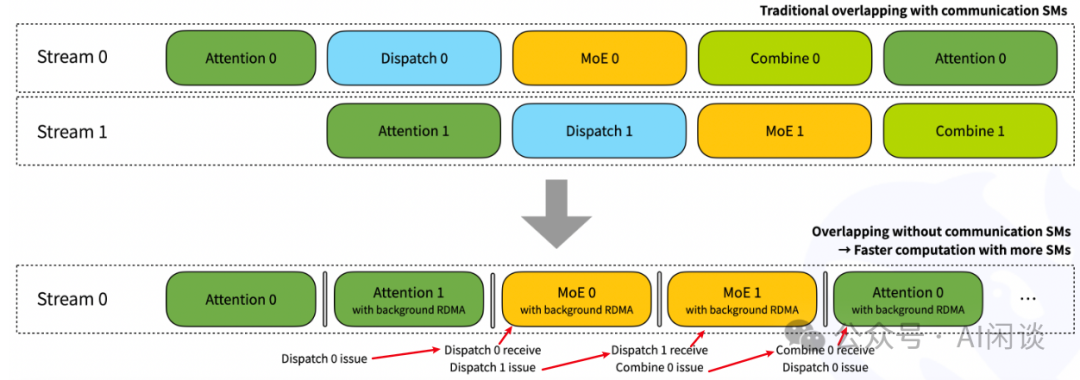 Traditional overlapping with communication SMs
Stream 0
Attention 0
Dispatch 0
MoE 0
Combine 0
Attention 0
Stream 1
Attention 1
Dispatch 1
MoE 1
Combine 1
Overlapping without communication SMs
→ Faster computation with more SMs
Stream 0
Attention 0
Attention 1
with background RDMA
MoE 0
with background RDMA
MoE 1
with background RDMA
Attention 0
with background RDMA
...
Dispatch 0 issue
Dispatch 0 receive
Dispatch 1 issue
Dispatch 1 receive
Combine 0 issue
Combine 0 receive
Dispatch 0 issue
公众号 · AI闲谈